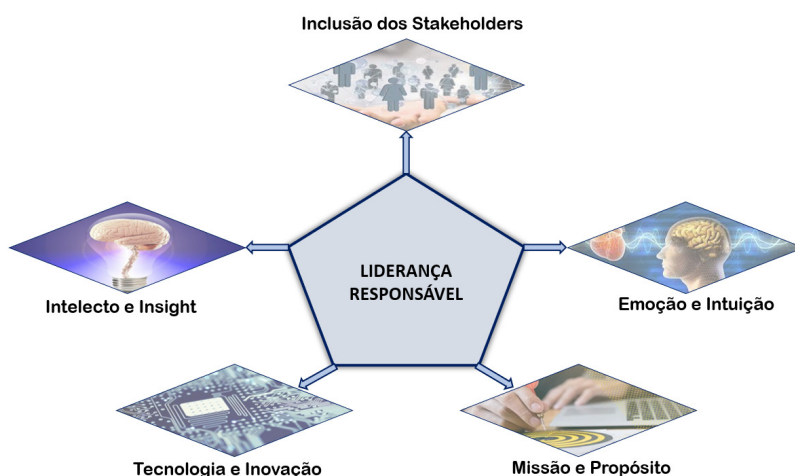 Inclusão dos Stakeholders
LIDERANÇA
RESPONSÁVEL
Intelecto e Insight
Emoção e Intuição
Tecnologia e Inovação
Missão e Propósito